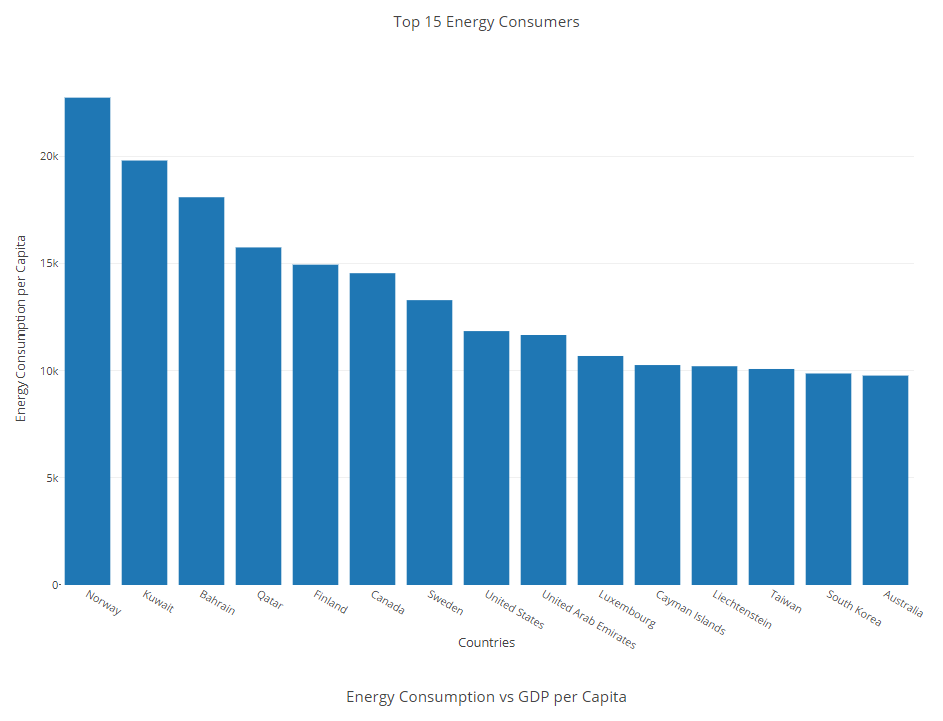 Top 15 Energy Consumers
Energy Consumption per Capita
20k
15k
10k
5k
0
Norway
Kuwait
Bahrain
Qatar
Finland
Canada
Sweden
United States
United Arab Emirates
Luxembourg
Cayman Islands
Liechtenstein
Taiwan
South Korea
Australia
Countries
Energy Consumption vs GDP per Capita